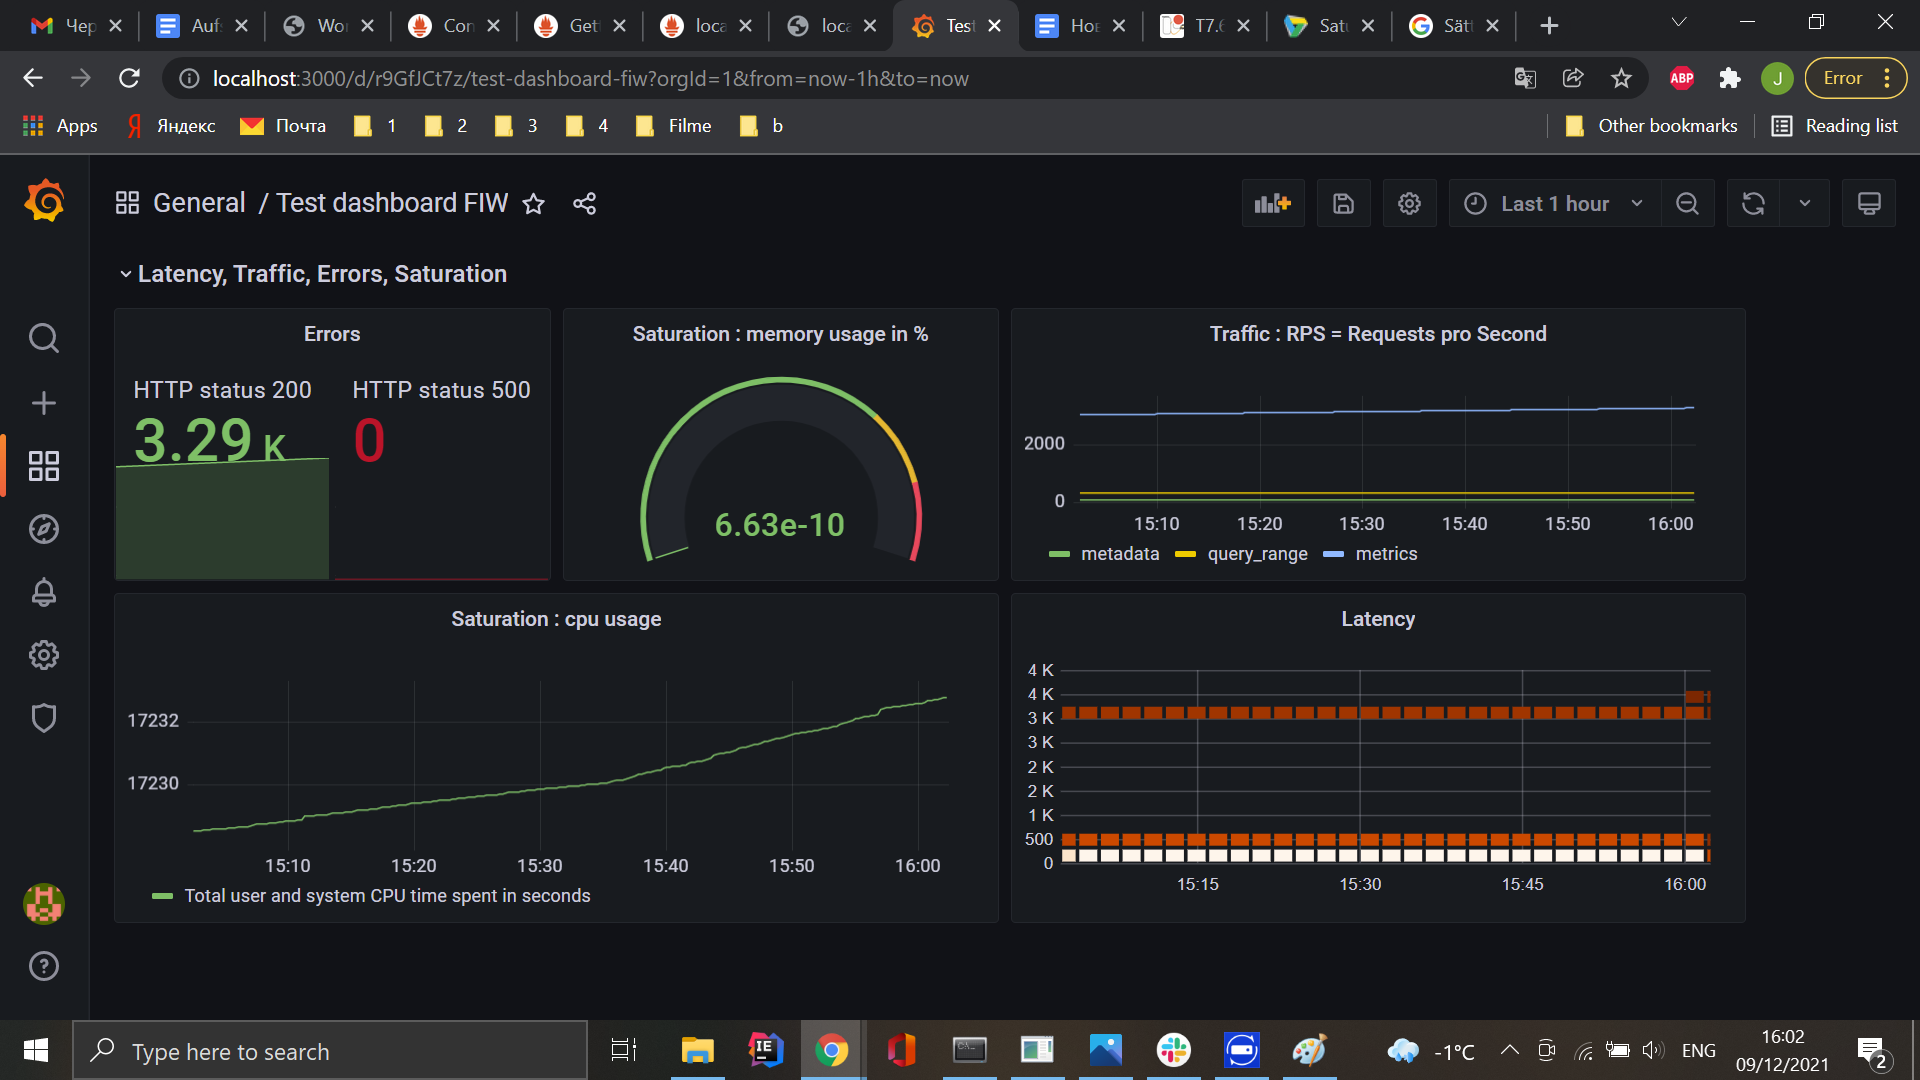 Чер
Aufs
Wor
Con
Gett
loca
loca
Test
Нов
T7.6
Satu
Sätt
localhost:3000/d/r9GfJCt7z/test-dashboard-fiw?orgId=1&from=now-1h&to=now
ABP
J
Error
Apps
Яндекс
Почта
1
2
3
4
Filme
b
Other bookmarks
Reading list
General / Test dashboard FIW
Last 1 hour
Latency, Traffic, Errors, Saturation
Errors
HTTP status 200
3.29 K
HTTP status 500
0
Saturation : memory usage in %
6.63e-10
Traffic : RPS = Requests pro Second
2000
0
15:10 15:20 15:30 15:40 15:50 16:00
metadata query_range metrics
Saturation : cpu usage
17232
17230
15:10 15:20 15:30 15:40 15:50 16:00
Total user and system CPU time spent in seconds
Latency
4 K
4 K
3 K
3 K
2 K
2 K
1 K
500
0
15:15 15:30 15:45 16:00
Type here to search
-1°C
ENG
16:02
09/12/2021
2